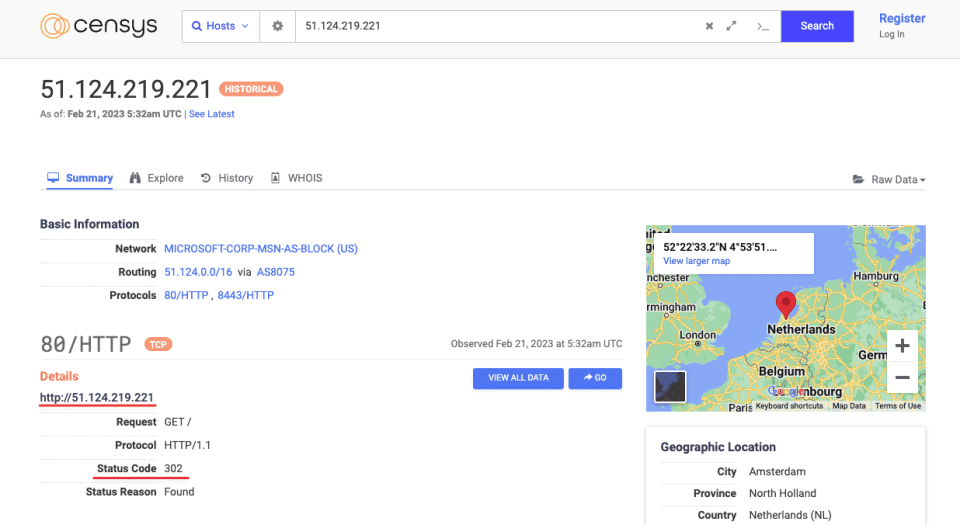 censys
Hosts
51.124.219.221
>_
Search
Register
Log In
51.124.219.221 HISTORICAL
As of: Feb 21, 2023 5:32am UTC | See Latest
Summary Explore History WHOIS Raw Data
Basic Information
Network MICROSOFT-CORP-MSN-AS-BLOCK (US)
Routing 51.124.0.0/16 via AS8075
Protocols 80/HTTP , 8443/HTTP
80/HTTP TCP
Observed Feb 21, 2023 at 5:32am UTC
Details
VIEW ALL DATA GO
http://51.124.219.221
Request GET /
Protocol HTTP/1.1
Status Code 302
Status Reason Found
52°22'33.2"N 4°53'51....
View larger map
nchester
Hamburg
rmingham
London
Netherlands
Germ
Belgium
Google
mbourg
Paris
Keyboard shortcuts Map Data Terms of Use
Geographic Location
City Amsterdam
Province North Holland
Country Netherlands (NL)